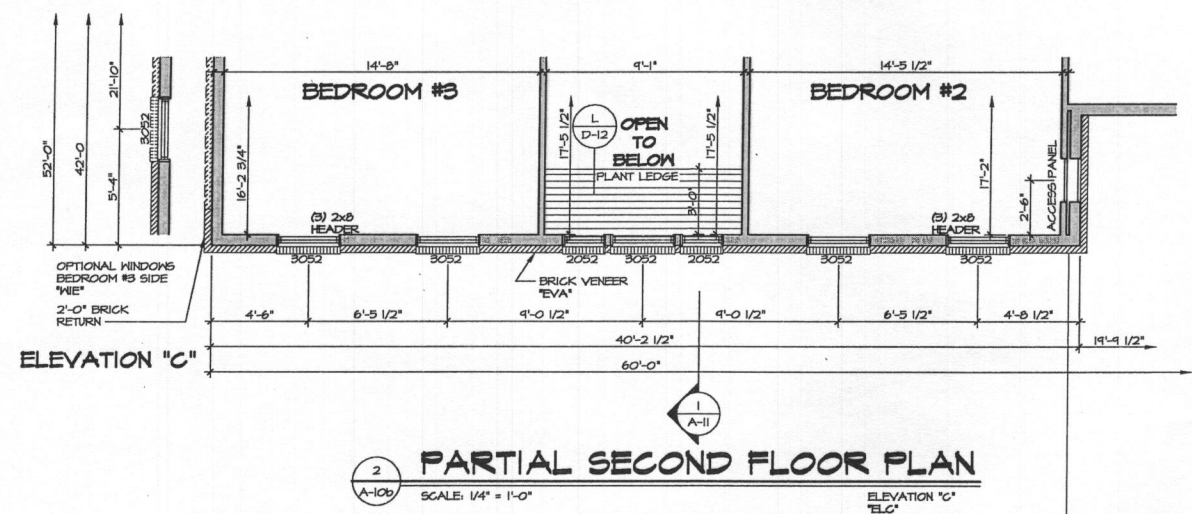 14'-8"
9'-1"
14'-5 1/2"
BEDROOM #3
BEDROOM #2
52'-0"
42'-0
21'-10"
3052
5'-4"
16'-2 3/4"
17'-5 1/2"
L
D-12
OPEN
TO
BELOW
PLANT LEDGE
17'-5 1/2"
3'-0"
17'-2"
2'-6"
ACCESS PANEL
(3) 2x8
HEADER
(3) 2x8
HEADER
3052
3052
2052
3052
2052
3052
3052
OPTIONAL WINDOWS
BEDROOM #3 SIDE
"WIE"
2'-0" BRICK
RETURN
BRICK VENEER
"EVA"
4'-6"
6'-5 1/2"
9'-0 1/2"
9'-0 1/2"
6'-5 1/2"
4'-8 1/2"
40'-2 1/2"
19'-9 1/2"
ELEVATION "C"
60'-0"
1
A-11
2
A-10b
PARTIAL SECOND FLOOR PLAN
SCALE: 1/4" = 1'-0"
ELEVATION "C"
"ELC"